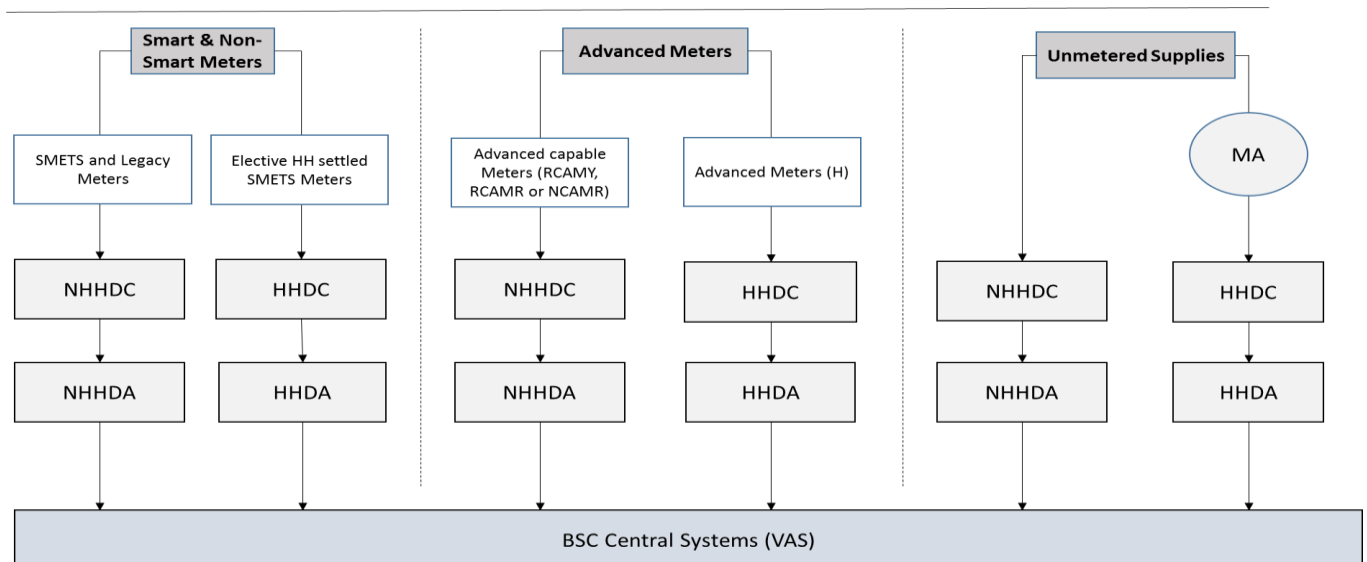 Smart & Non-
Smart Meters
Advanced Meters
Unmetered Supplies
SMETS and Legacy
Meters
Elective HH settled
SMETS Meters
Advanced capable
Meters (RCAMY,
RCAMR or NCAMR)
Advanced Meters (H)
MA
NHHDC
HHDC
NHHDC
HHDC
NHHDC
HHDC
NHHDA
HHDA
NHHDA
HHDA
NHHDA
HHDA
BSC Central Systems (VAS)